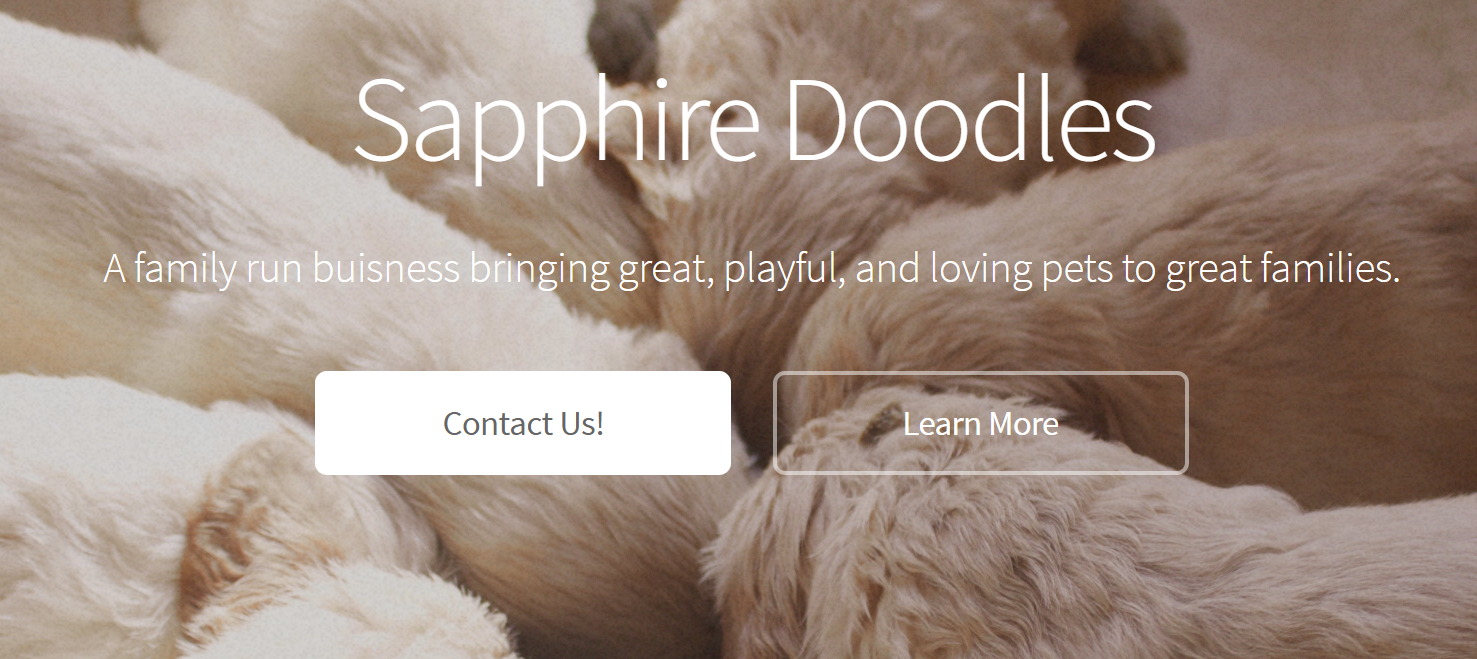 Sapphire Doodles
A family run buisness bringing great, playful, and loving pets to great families.
Contact Us!
Learn More